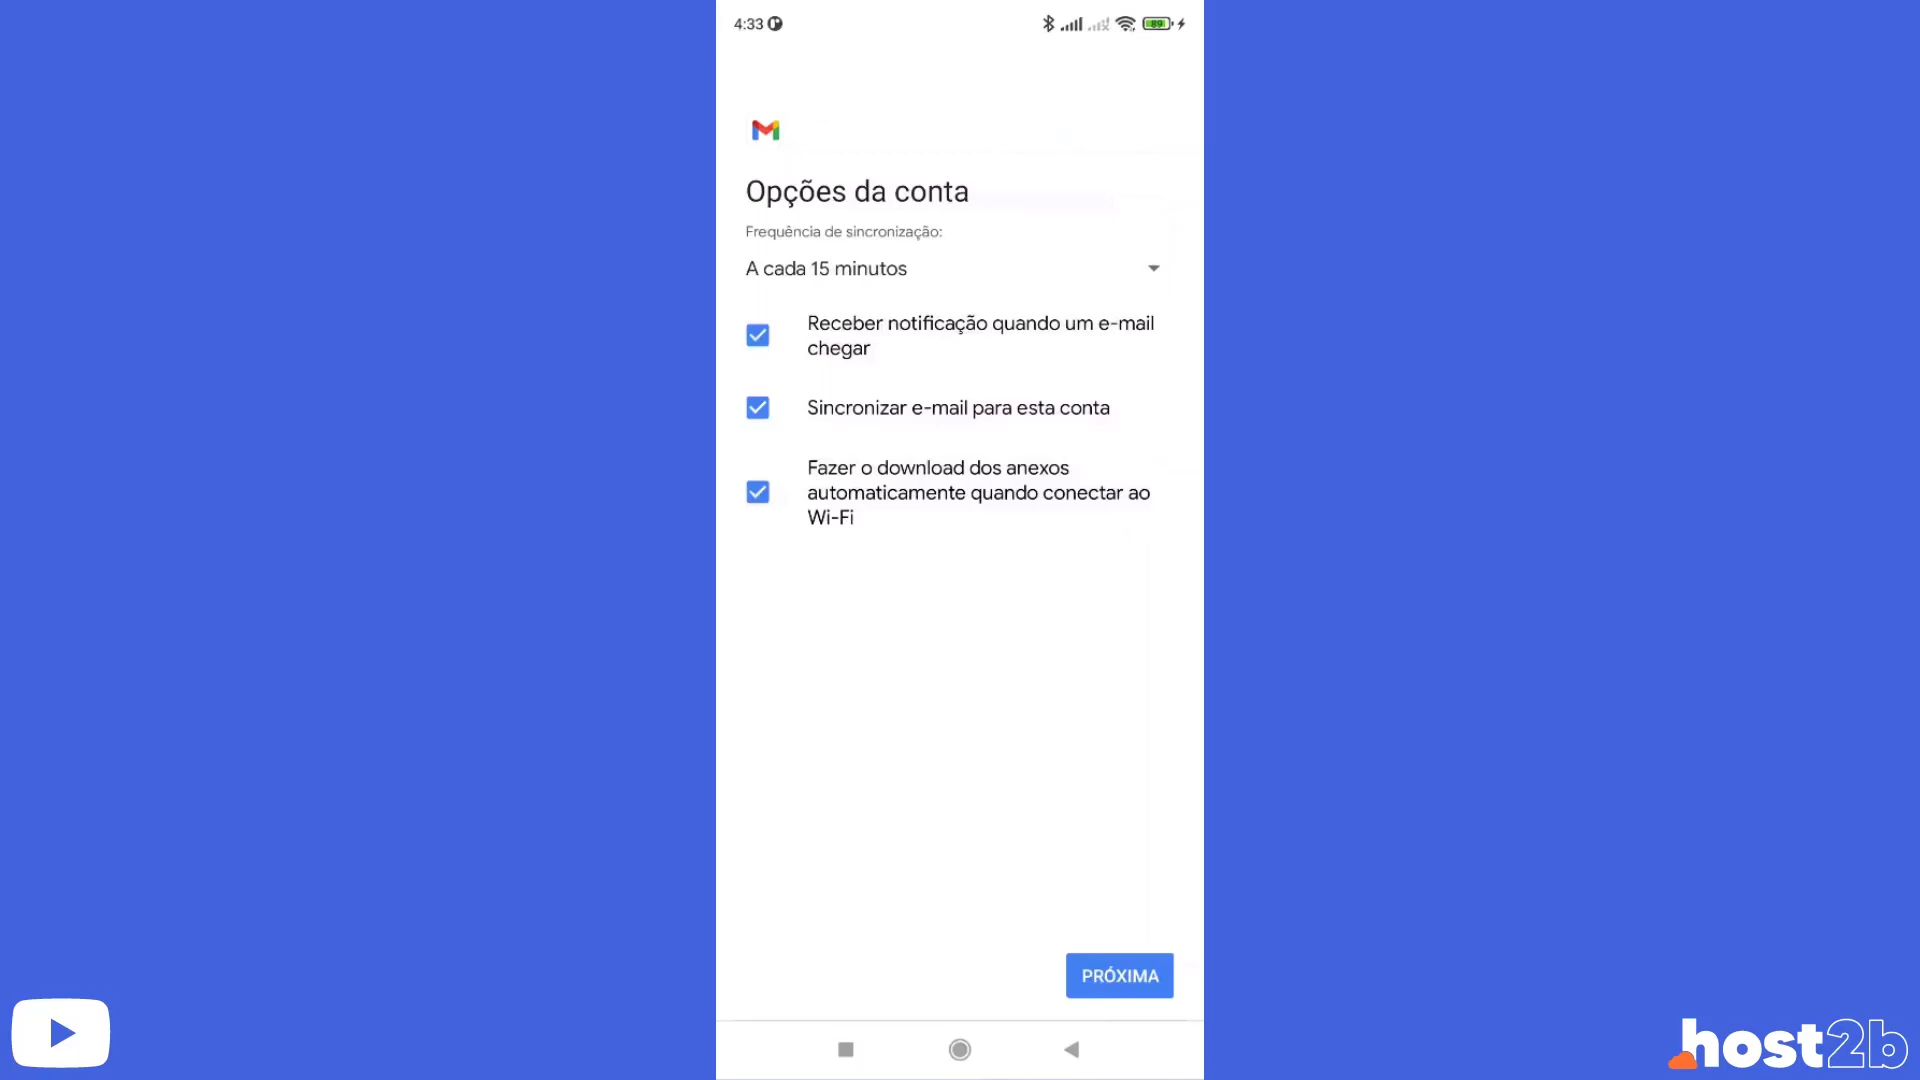 4:33
89
Opções da conta
Frequência de sincronização:
A cada 15 minutos
Receber notificação quando um e-mail
chegar
Sincronizar e-mail para esta conta
Fazer o download dos anexos
automaticamente quando conectar ao
Wi-Fi
PRÓXIMA
host2b